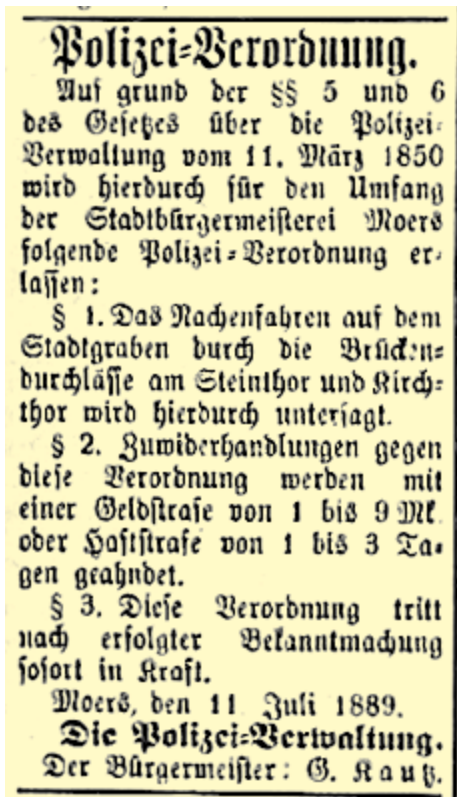 Polizei-Verordnung.
Auf grund der §§ 5 und 6
des Gesetzes über die Polizei-
Verwaltung vom 11. März 1850
wird hierdurch für den Umfang
der Stadtbürgermeisterei Moers
folgende Polizei-Verordnung er-
lassen:
§ 1. Das Nachenfahren auf dem
Stadtgraben durch die Brücken-
durchlässe am Steinthor und Kirch-
thor wird hierdurch untersagt.
§ 2. Zuwiderhandlungen gegen
diese Verordnung werden mit
einer Geldstrafe von 1 bis 9 Mk.
oder Haftstrafe von 1 bis 3 Ta-
gen geahndet.
§ 3. Diese Verordnung tritt
nach erfolgter Bekanntmachung
sofort in Kraft.
Moers, den 11 Juli 1889.
Die Polizei-Verwaltung.
Der Bürgermeister: G. Kautz.